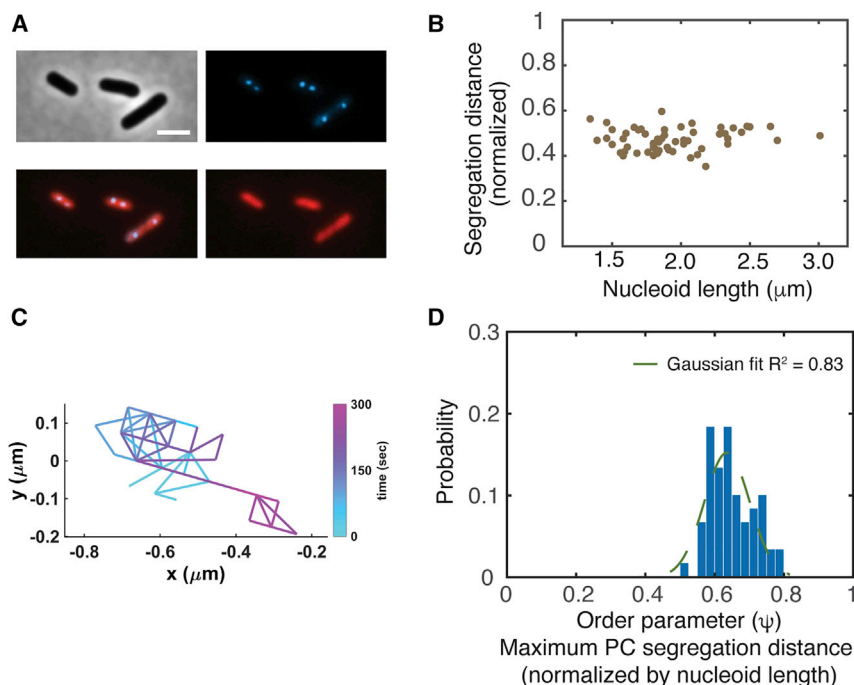 A
B
Segregation distance
(normalized)
1
0.8
0.6
0.4
0.2
0
1.5 2.0 2.5 3.0
Nucleoid length (μm)
C
y (μm)
0.1
0
-0.1
-0.2
-0.8 -0.6 -0.4 -0.2
x (μm)
300
150
0
time (sec)
D
Probability
0.3
0.2
0.1
0
Gaussian fit R² = 0.83
0 0.2 0.4 0.6 0.8 1
Order parameter (ψ)
Maximum PC segregation distance
(normalized by nucleoid length)